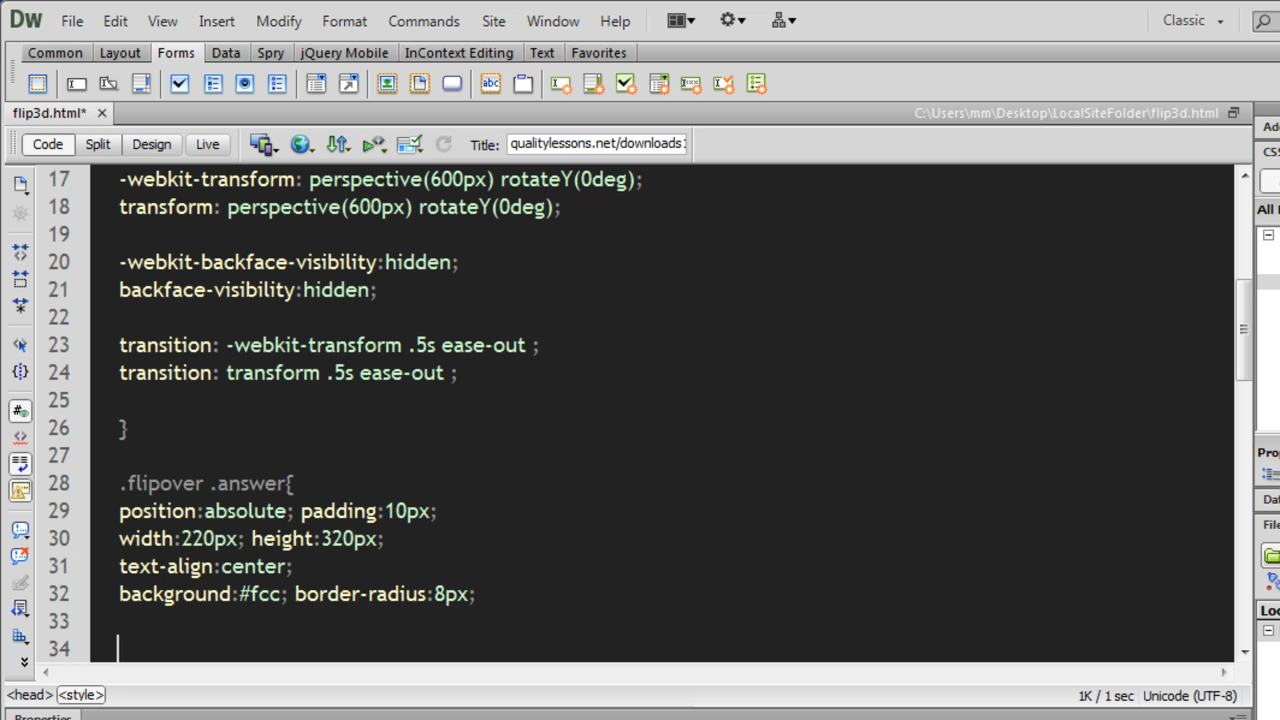 Dw File Edit View Insert Modify Format Commands Site Window Help Classic
Common Layout Forms Data Spry jQuery Mobile InContext Editing Text Favorites
flip3d.html* C:\Users\mm\Desktop\LocalSiteFolder\flip3d.html
Code Split Design Live Title: qualitylessons.net/downloads
17 -webkit-transform: perspective(600px) rotateY(0deg);
18 transform: perspective(600px) rotateY(0deg);
19
20 -webkit-backface-visibility:hidden;
21 backface-visibility:hidden;
22
23 transition: -webkit-transform .5s ease-out ;
24 transition: transform .5s ease-out ;
25
26 }
27
28 .flipover .answer{
29 position:absolute; padding:10px;
30 width:220px; height:320px;
31 text-align:center;
32 background:#fcc; border-radius:8px;
33
34
<head> <style> 1K / 1 sec Unicode (UTF-8)
Properties
CSS
All